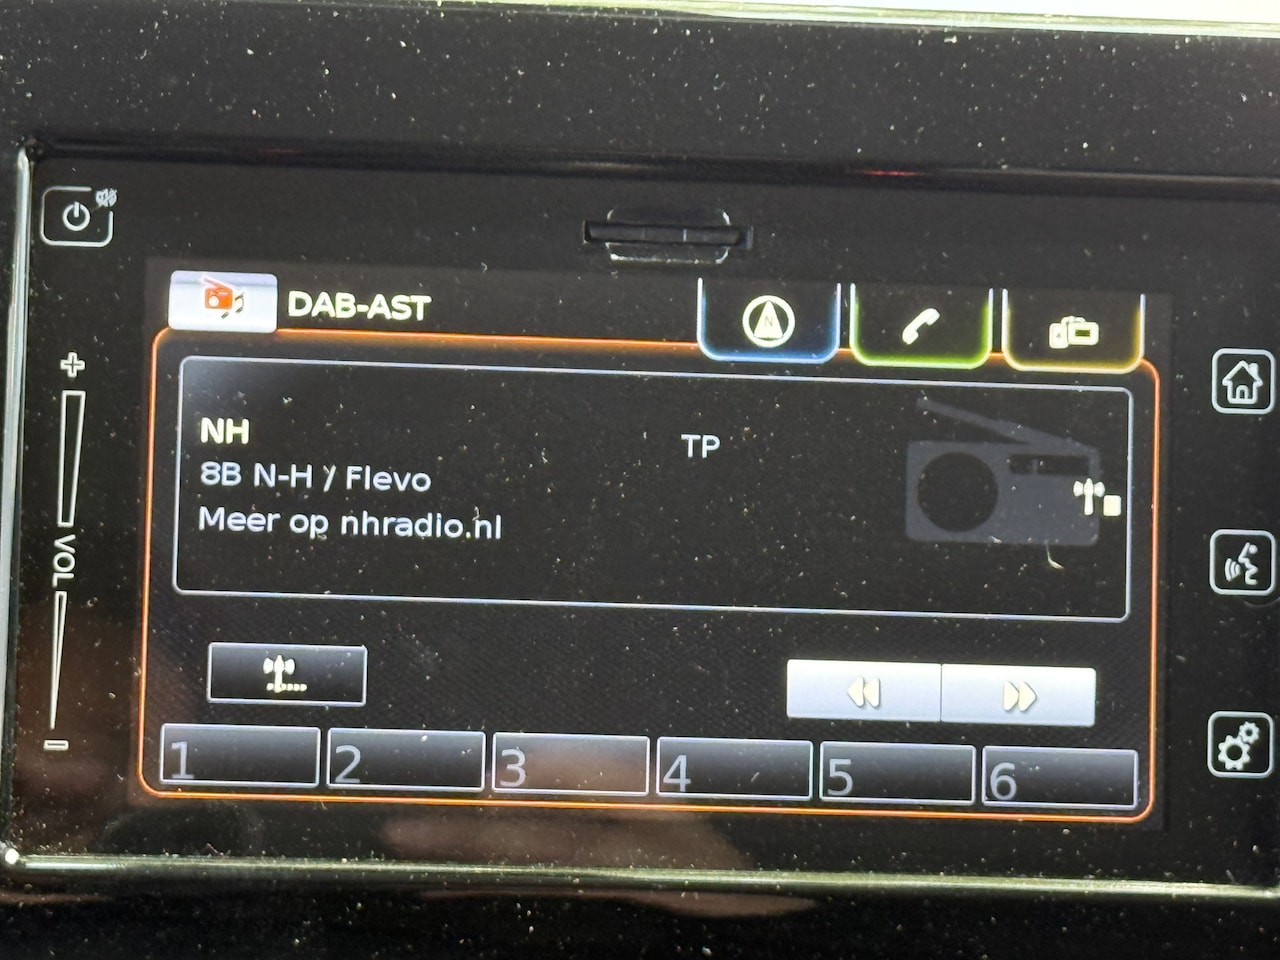 DAB-AST
N
NH
TP
8B N-H / Flevo
Meer op nhradio.nl
VOL
1 2 3 4 5 6